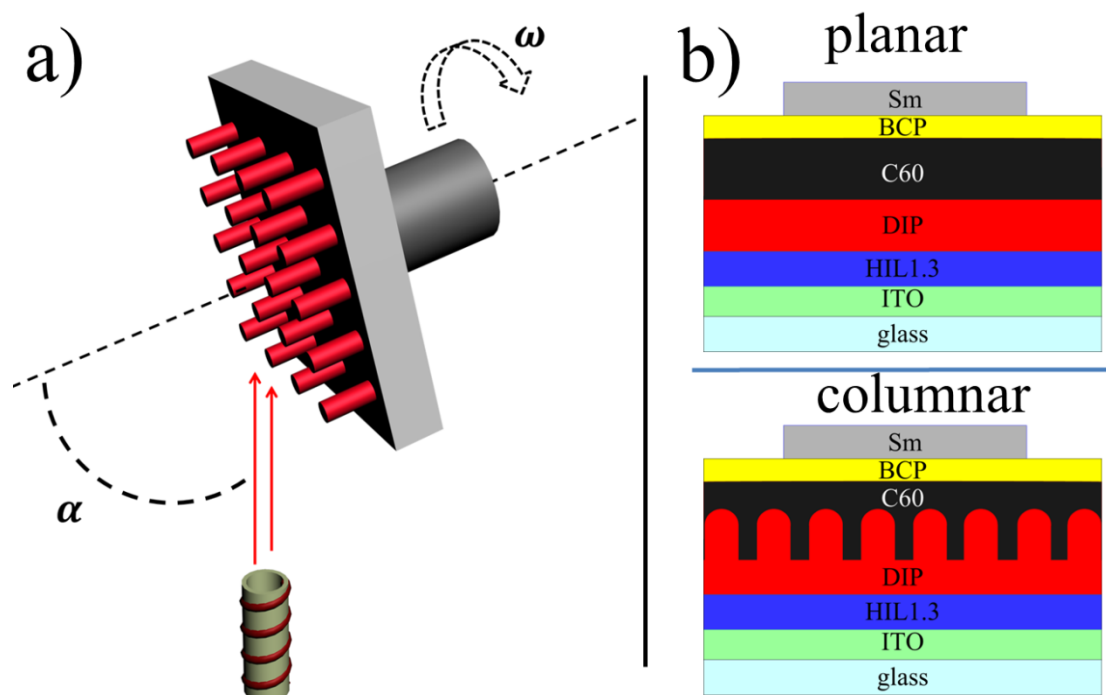 a)
ω
α
b)
planar
Sm
BCP
C60
DIP
HIL1.3
ITO
glass
columnar
Sm
BCP
C60
DIP
HIL1.3
ITO
glass